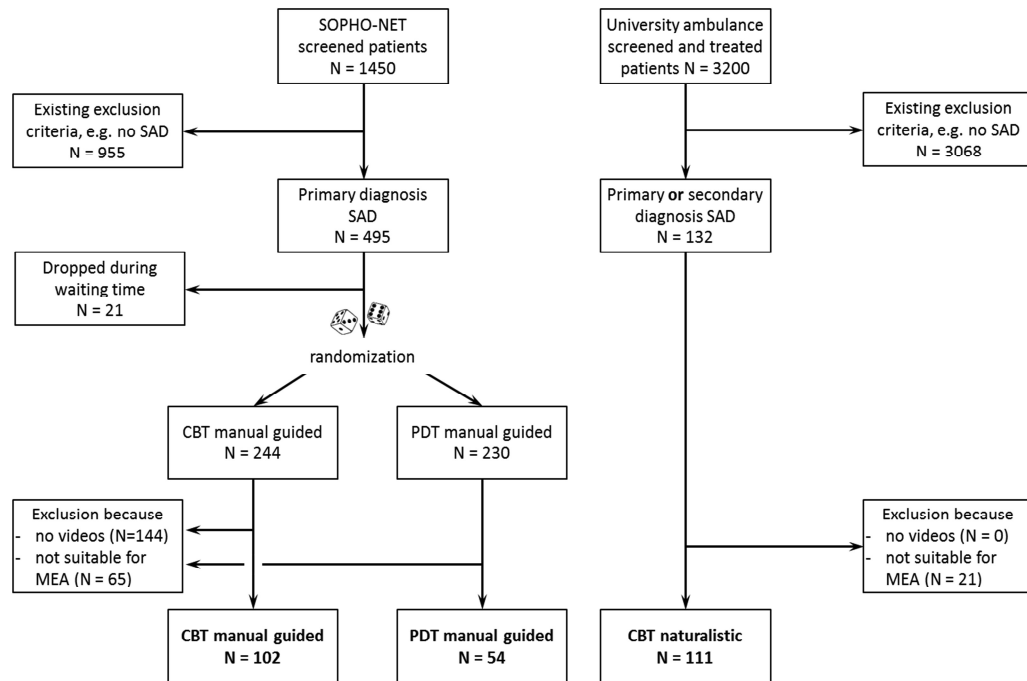 SOPHO-NET
screened patients
N = 1450
University ambulance
screened and treated
patients N = 3200
Existing exclusion
criteria, e.g. no SAD
N = 955
Existing exclusion
criteria, e.g. no SAD
N = 3068
Primary diagnosis
SAD
N = 495
Primary or secondary
diagnosis SAD
N = 132
Dropped during
waiting time
N = 21
randomization
CBT manual guided
N = 244
PDT manual guided
N = 230
Exclusion because
- no videos (N=144)
- not suitable for
MEA (N = 65)
Exclusion because
- no videos (N = 0)
- not suitable for
MEA (N = 21)
CBT manual guided
N = 102
PDT manual guided
N = 54
CBT naturalistic
N = 111